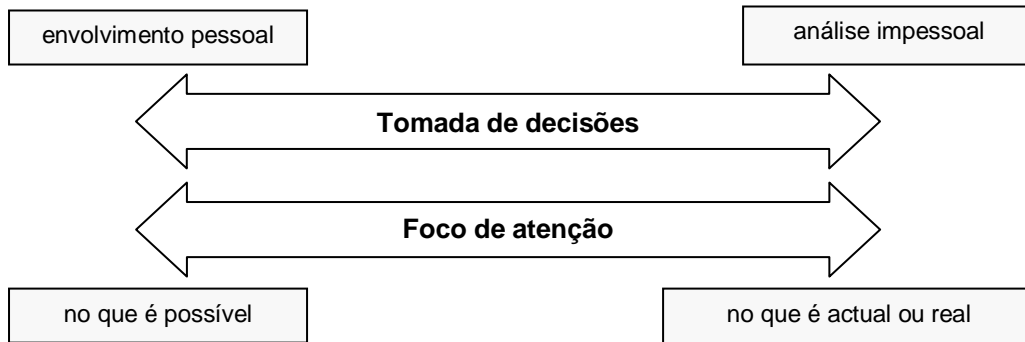 envolvimento pessoal
análise impessoal
Tomada de decisões
Foco de atenção
no que é possível
no que é actual ou real